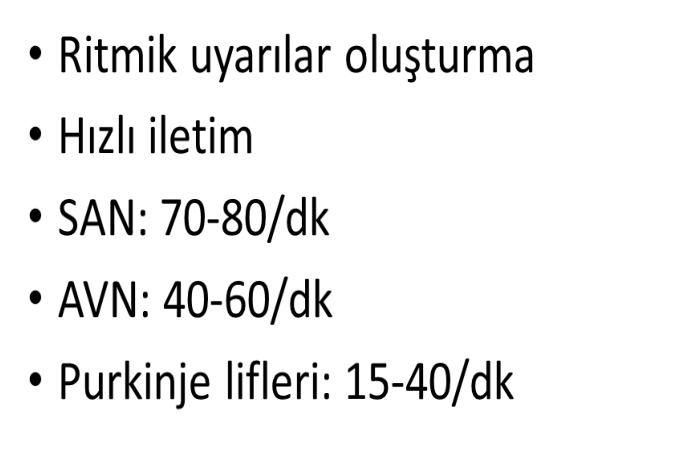 • Ritmik uyarılar oluşturma
• Hızlı iletim
• SAN: 70-80/dk
• AVN: 40-60/dk
• Purkinje lifleri: 15-40/dk